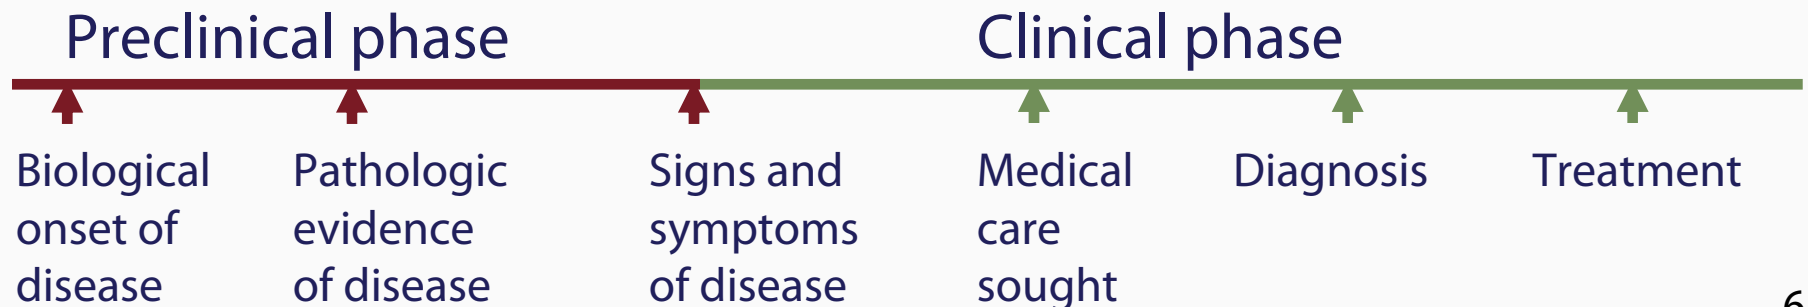 Preclinical phase
Clinical phase
Biological
onset of
disease
Pathologic
evidence
of disease
Signs and
symptoms
of disease
Medical
care
sought
Diagnosis
Treatment
6